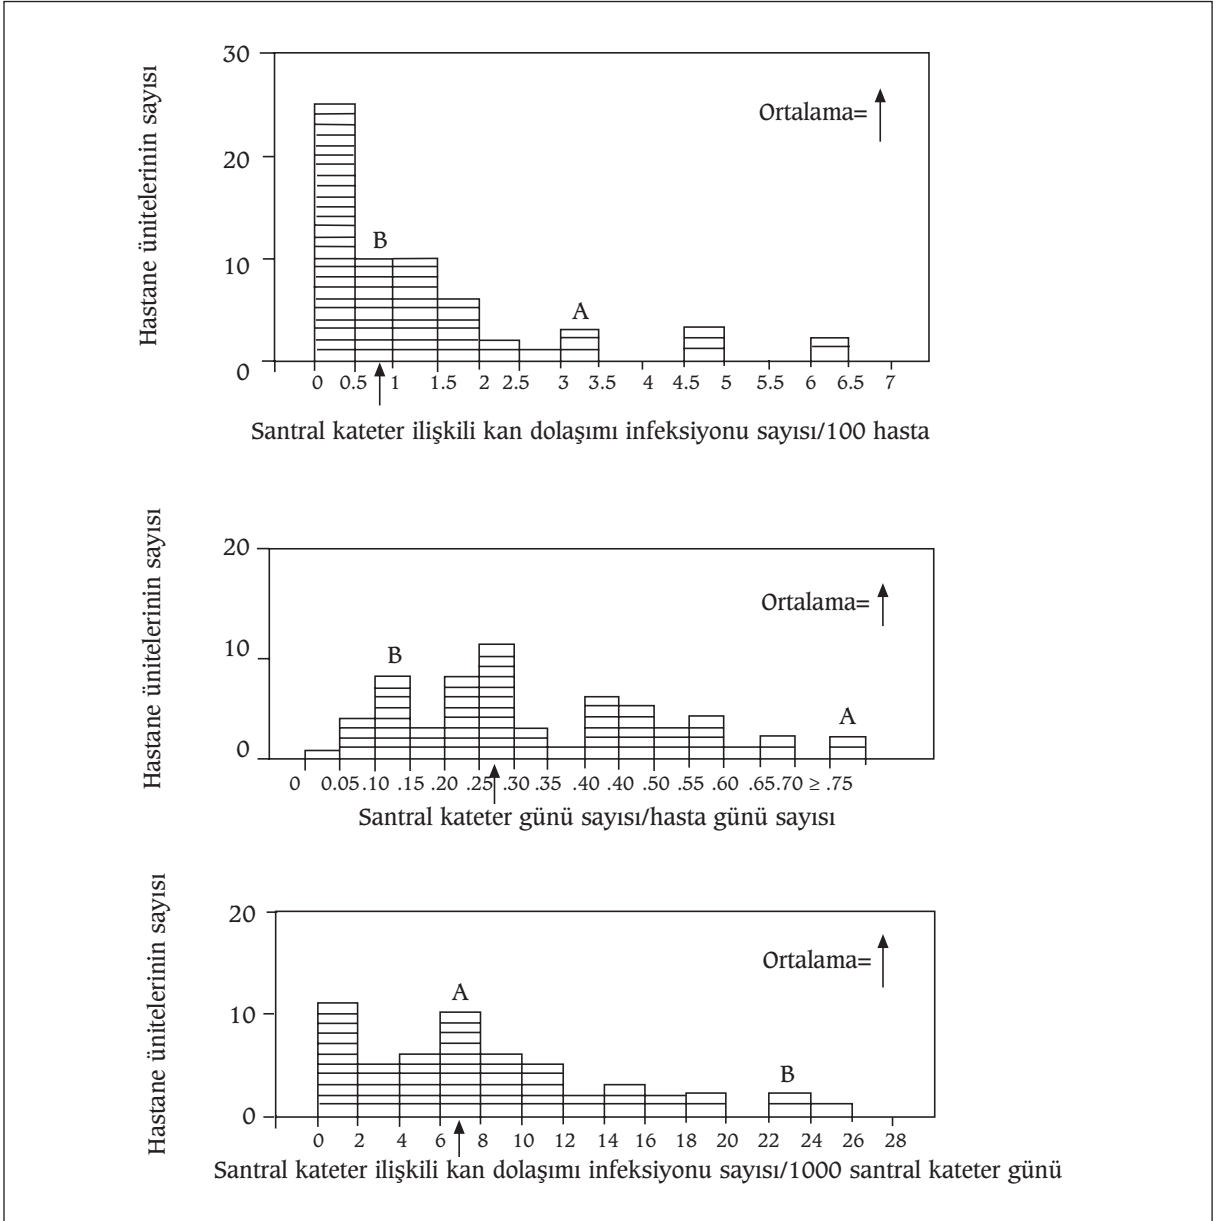 Hastane ünitelerinin sayısı
30
20
10
0
Ortalama=
B
A
0 0.5 1 1.5 2 2.5 3 3.5 4 4.5 5 5.5 6 6.5 7
Santral kateter ilişkili kan dolaşımı infeksiyonu sayısı/100 hasta
Hastane ünitelerinin sayısı
20
10
0
Ortalama=
B
A
0 0.05 .10 .15 .20 .25 .30 .35 .40 .40 .50 .55 .60 .65 .70 ≥ .75
Santral kateter günü sayısı/hasta günü sayısı
Hastane ünitelerinin sayısı
20
10
0
Ortalama=
A
B
0 2 4 6 8 10 12 14 16 18 20 22 24 26 28
Santral kateter ilişkili kan dolaşımı infeksiyonu sayısı/1000 santral kateter günü